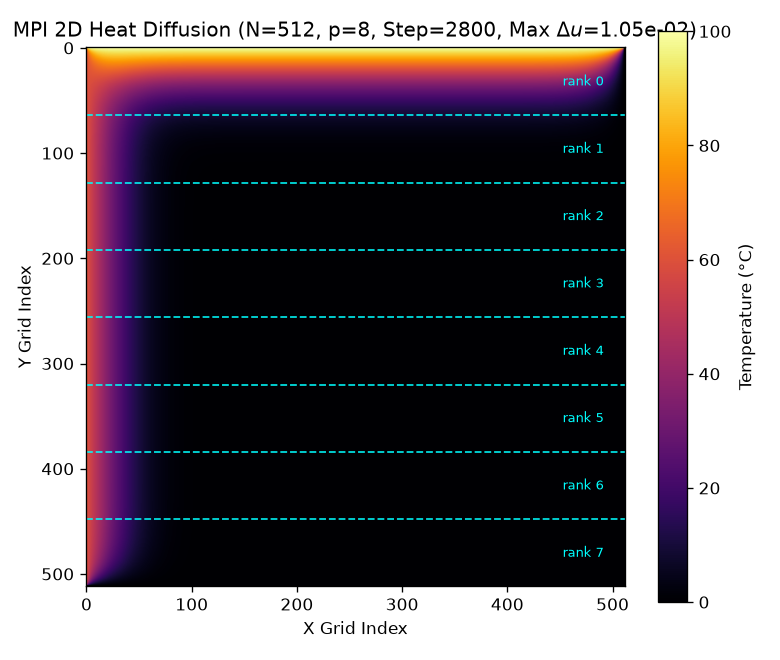 MPI 2D Heat Diffusion (N=512, p=8, Step=2800, Max Δu=1.05e-02)
0
100
200
300
400
500
Y Grid Index
rank 0
rank 1
rank 2
rank 3
rank 4
rank 5
rank 6
rank 7
0
100
200
300
400
500
X Grid Index
100
80
60
40
20
0
Temperature (°C)